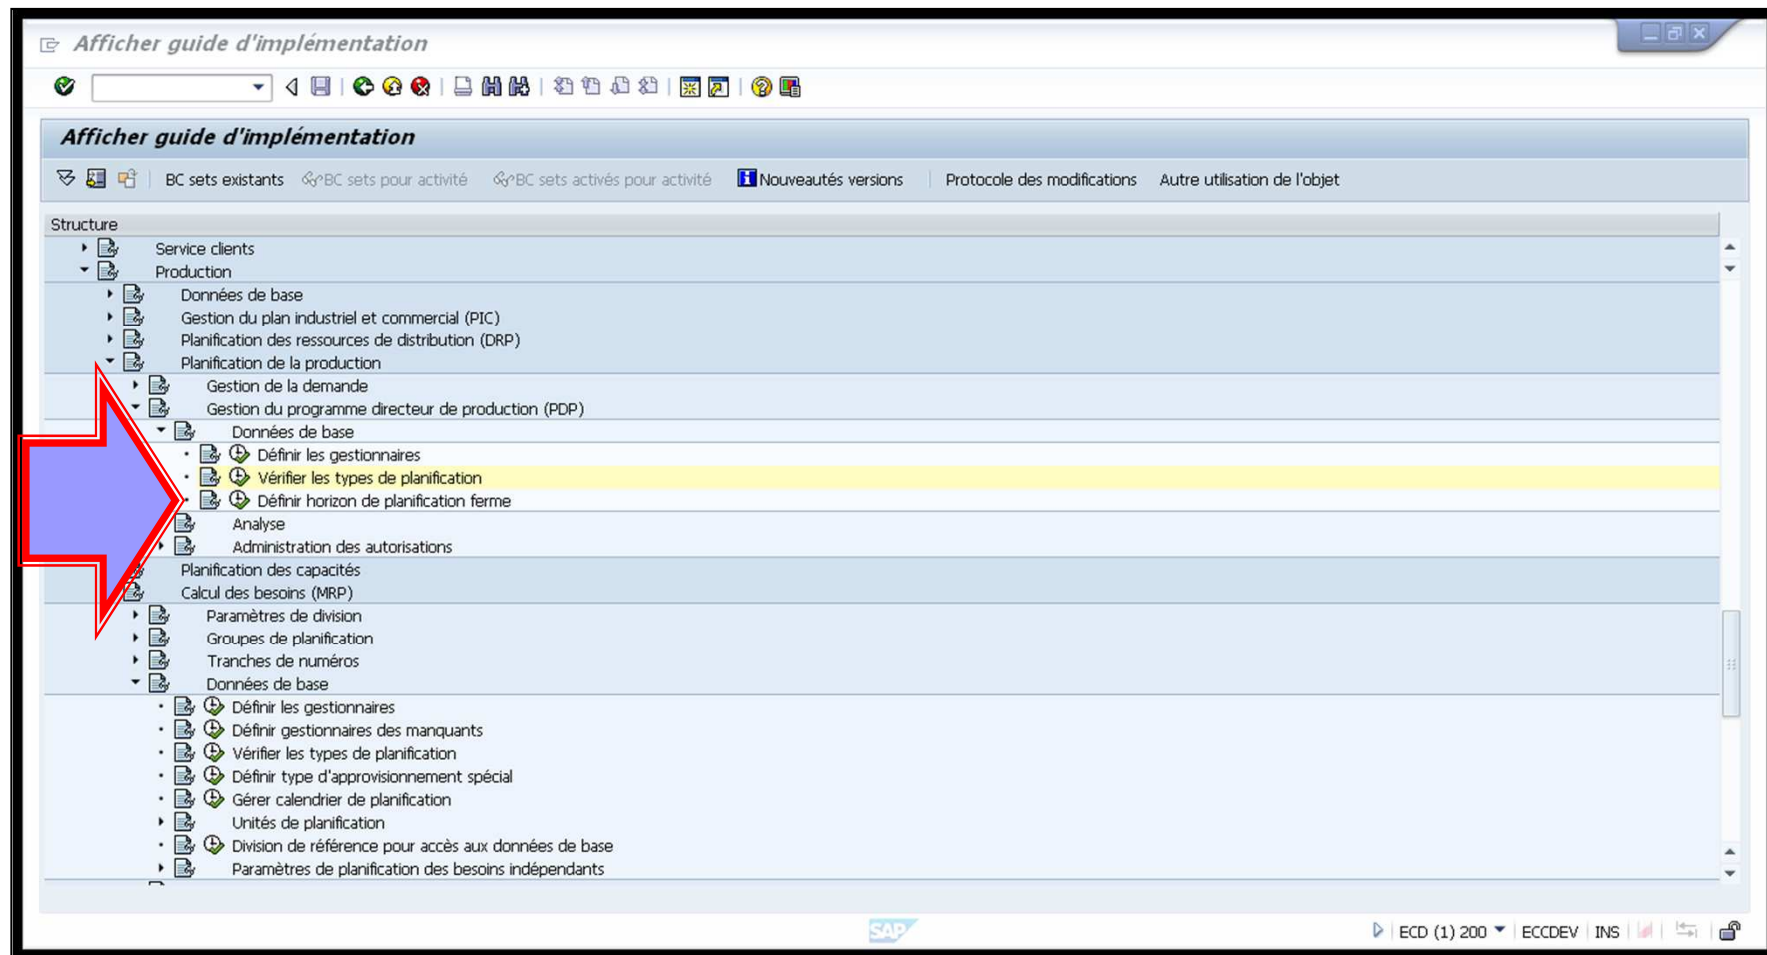 Afficher guide d'implémentation
Afficher guide d'implémentation
BC sets existants BC sets pour activité BC sets activés pour activité Nouveautés versions Protocole des modifications Autre utilisation de l'objet
Structure
Service clients
Production
Données de base
Gestion du plan industriel et commercial (PIC)
Planification des ressources de distribution (DRP)
Planification de la production
Gestion de la demande
Gestion du programme directeur de production (PDP)
Données de base
Définir les gestionnaires
Vérifier les types de planification
Définir horizon de planification ferme
Analyse
Administration des autorisations
Planification des capacités
Calcul des besoins (MRP)
Paramètres de division
Groupes de planification
Tranches de numéros
Données de base
Définir les gestionnaires
Définir gestionnaires des manquants
Vérifier les types de planification
Définir type d'approvisionnement spécial
Gérer calendrier de planification
Unités de planification
Division de référence pour accès aux données de base
Paramètres de planification des besoins indépendants
SAP ECD (1) 200 ECCDEV INS